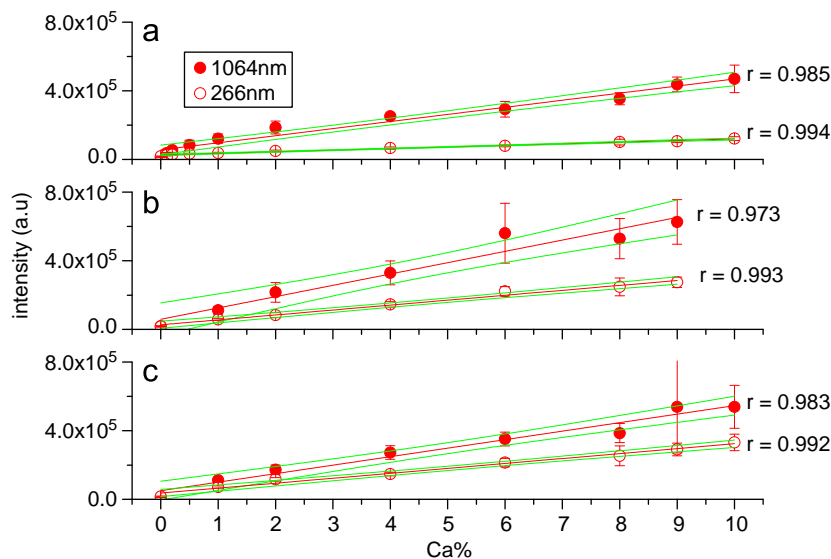 8.0x10⁵
a
1064nm
266nm
4.0x10⁵
0.0
r = 0.985
r = 0.994
intensity (a.u)
8.0x10⁵
b
4.0x10⁵
0.0
r = 0.973
r = 0.993
8.0x10⁵
c
4.0x10⁵
0.0
r = 0.983
r = 0.992
0 1 2 3 4 5 6 7 8 9 10
Ca%